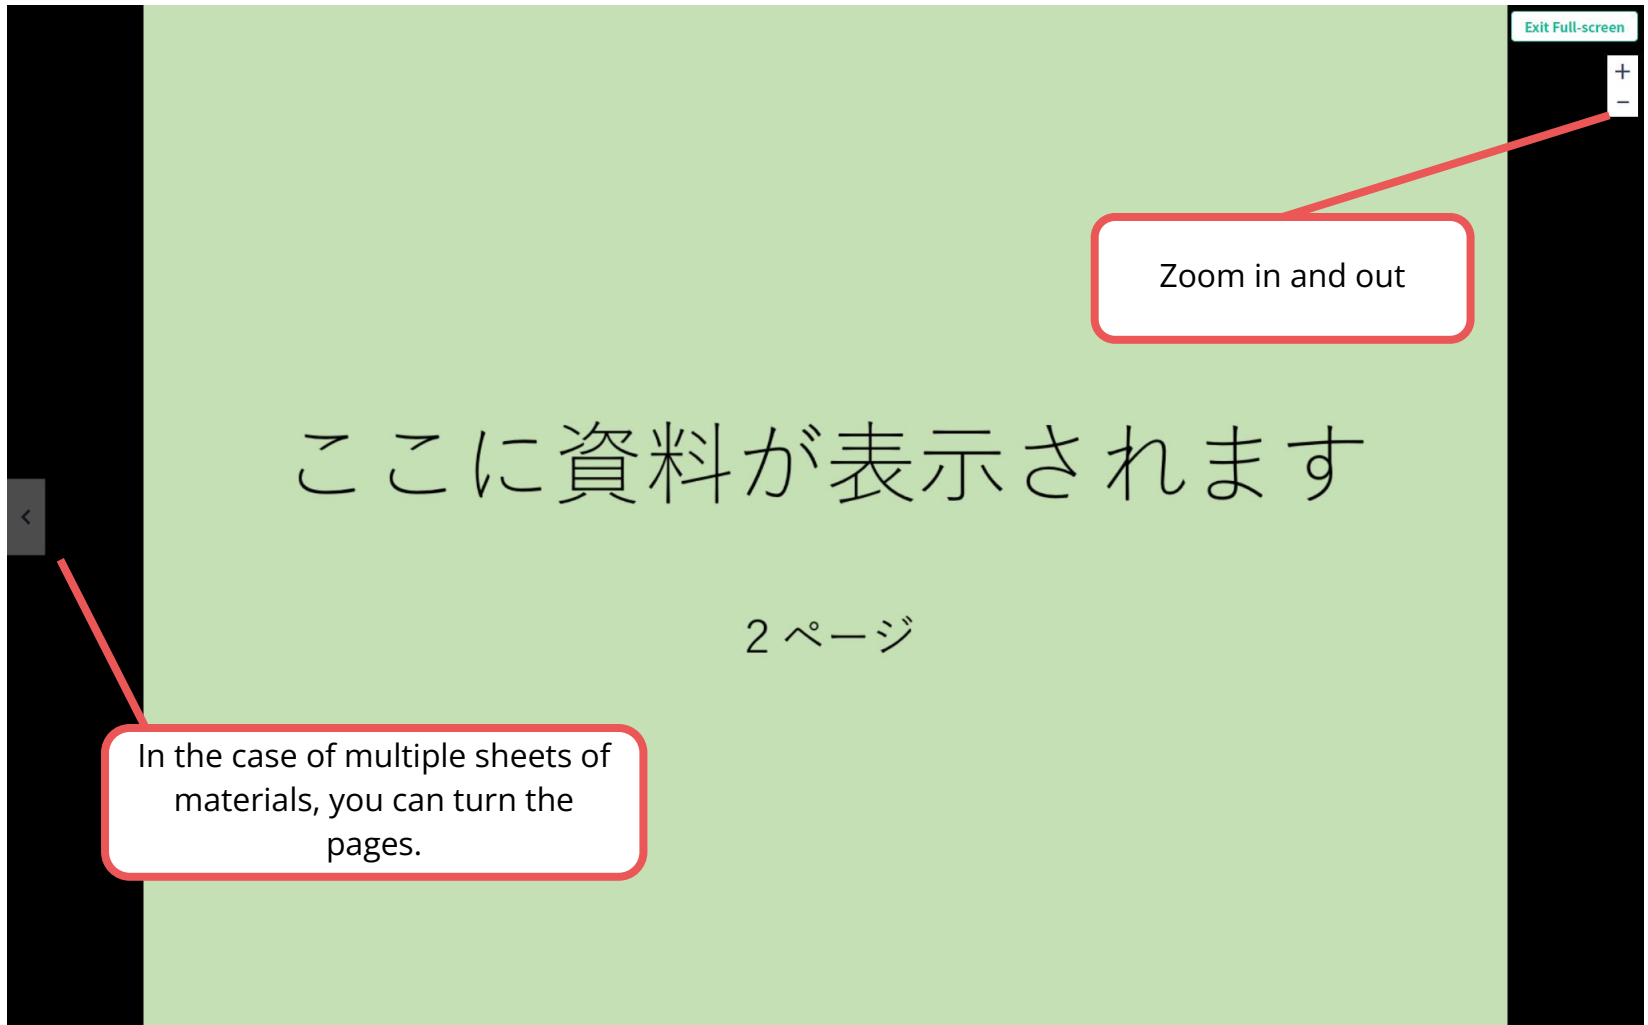 Exit Full-screen
+
−
Zoom in and out
ここに資料が表示されます
<
2 ページ
In the case of multiple sheets of
materials, you can turn the
pages.